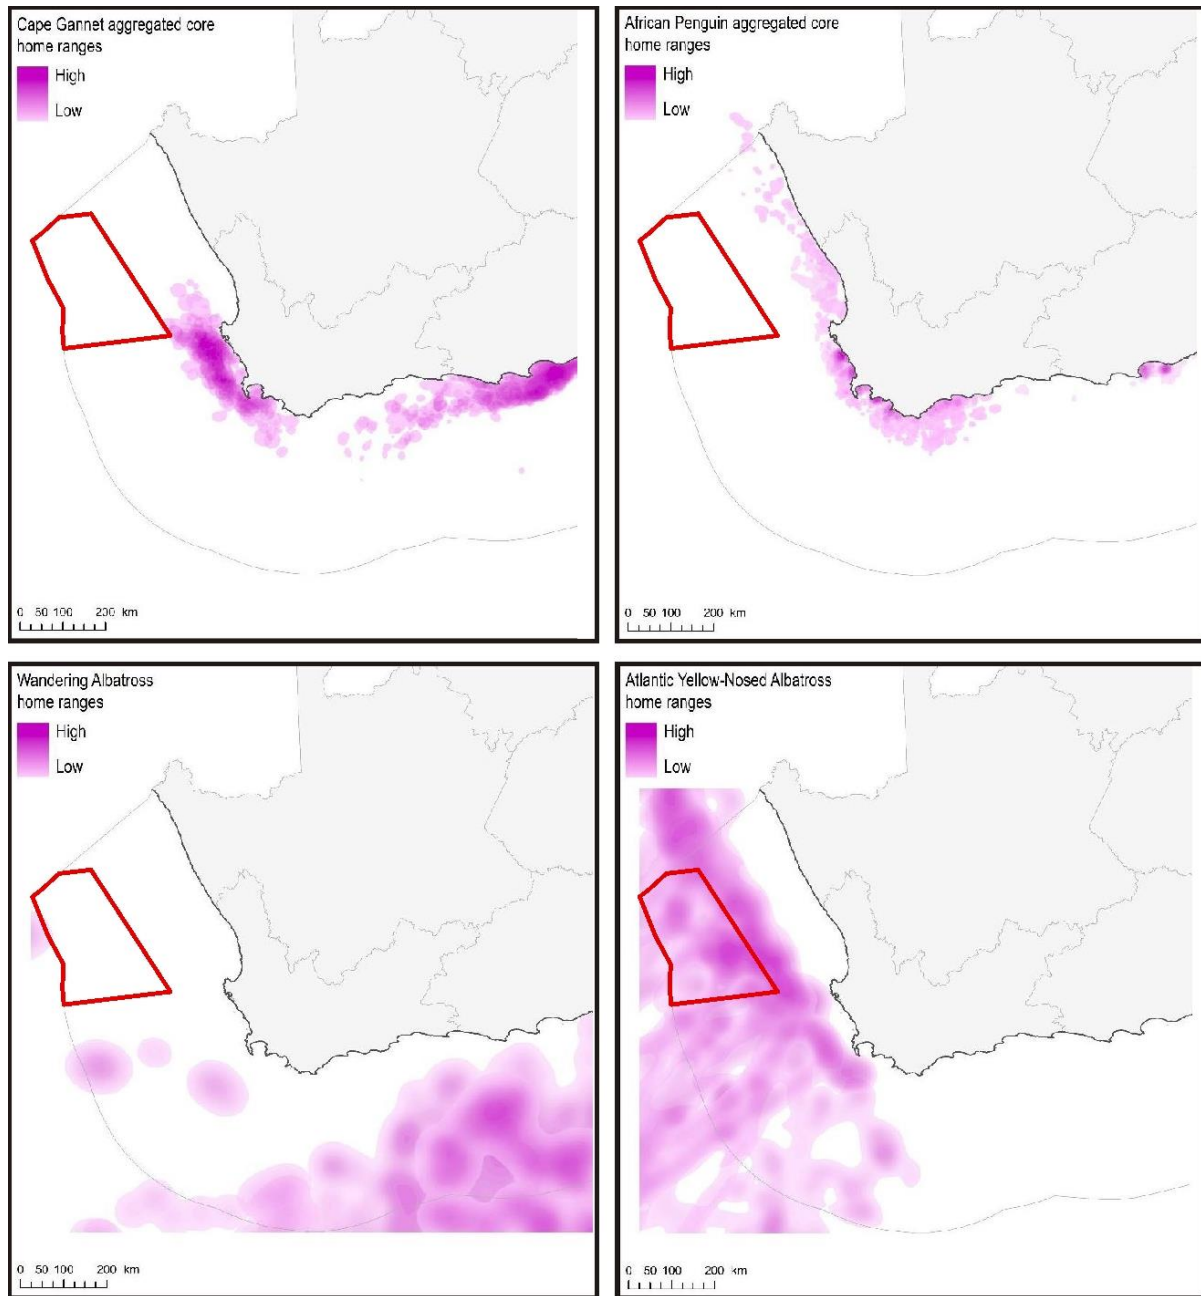 Cape Gannet aggregated core
home ranges
High
Low
0 50 100 200 km
African Penguin aggregated core
home ranges
High
Low
0 50 100 200 km
Wandering Albatross
home ranges
High
Low
0 50 100 200 km
Atlantic Yellow-Nosed Albatross
home ranges
High
Low
0 50 100 200 km